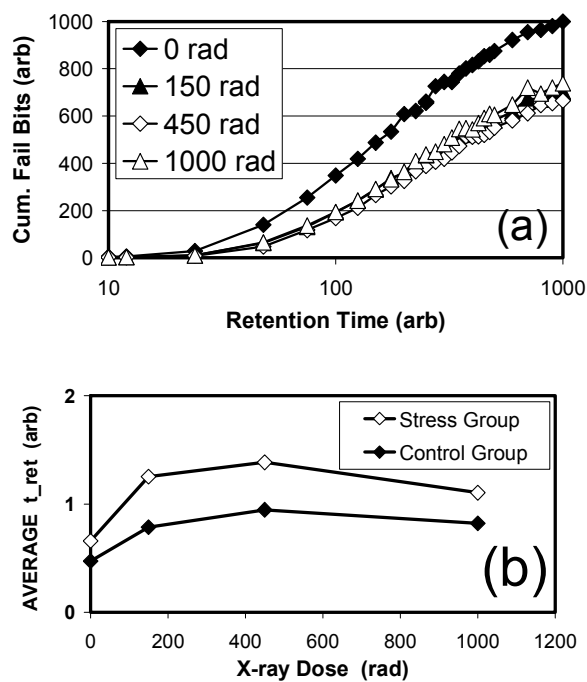 1000
800
600
400
200
0
Cum. Fail Bits (arb)
0 rad
150 rad
450 rad
1000 rad
(a)
10 100 1000
Retention Time (arb)
2
1
0
AVERAGE t_ret (arb)
Stress Group
Control Group
(b)
0 200 400 600 800 1000 1200
X-ray Dose (rad)